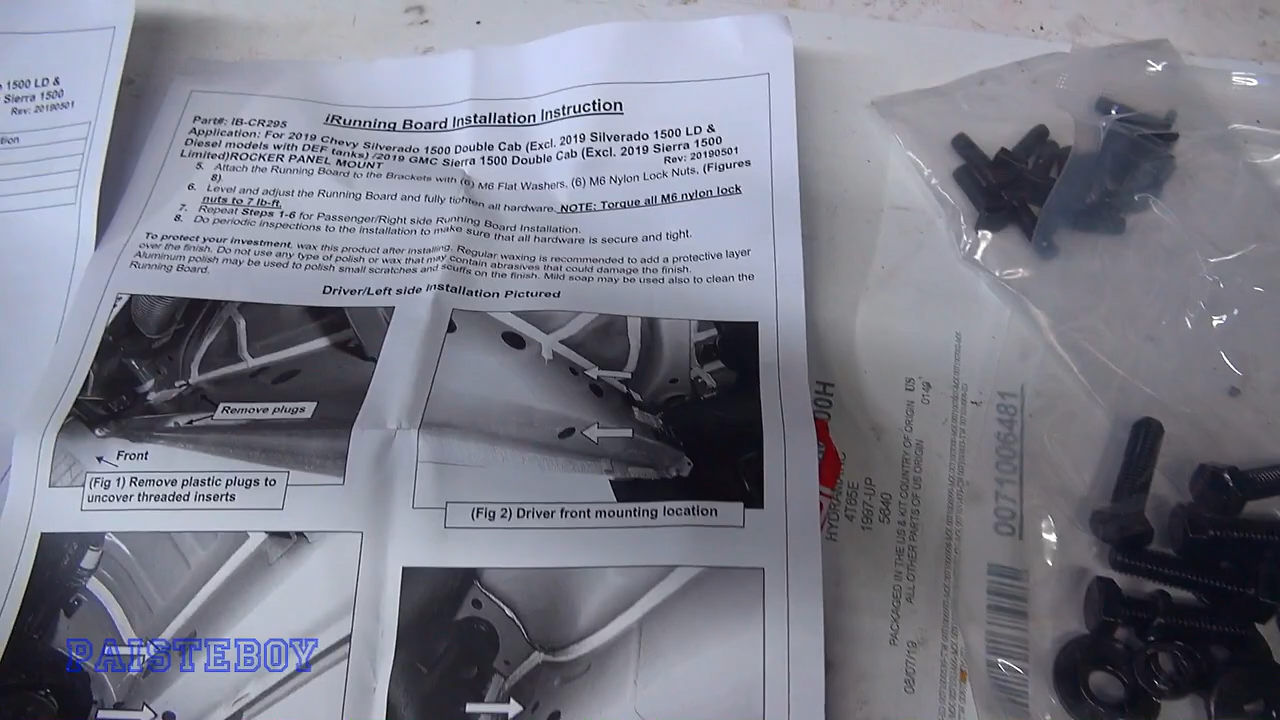 1500 LD &
Sierra 1500
Rev: 20190501
iRunning Board Installation Instruction
Part#: IB-CR295
Application: For 2019 Chevy Silverado 1500 Double Cab (Excl. 2019 Silverado 1500 LD &
Diesel models with DEF tanks) /2019 GMC Sierra 1500 Double Cab (Excl. 2019 Sierra 1500
Limited)ROCKER PANEL MOUNT
Rev: 20190501
5. Attach the Running Board to the Brackets with (6) M6 Flat Washers, (6) M6 Nylon Lock Nuts, (Figures
8).
6. Level and adjust the Running Board and fully tighten all hardware. NOTE: Torque all M6 nylon lock
nuts to 7 lb-ft.
7. Repeat Steps 1-6 for Passenger/Right side Running Board Installation.
8. Do periodic inspections to the installation to make sure that all hardware is secure and tight.
To protect your investment, wax this product after installing. Regular waxing is recommended to add a protective layer
over the finish. Do not use any type of polish or wax that may contain abrasives that could damage the finish.
Aluminum polish may be used to polish small scratches and scuffs on the finish. Mild soap may be used also to clean the
Running Board.
Driver/Left side Installation Pictured
Remove plugs
Front
(Fig 1) Remove plastic plugs to
uncover threaded inserts
(Fig 2) Driver front mounting location
4T65E
1997-UP
5640
PACKAGED IN THE US & KIT COUNTRY OF ORIGIN US
ALL OTHER PARTS OF US ORIGIN
08/07/19
0071006481
PAISTEBOY